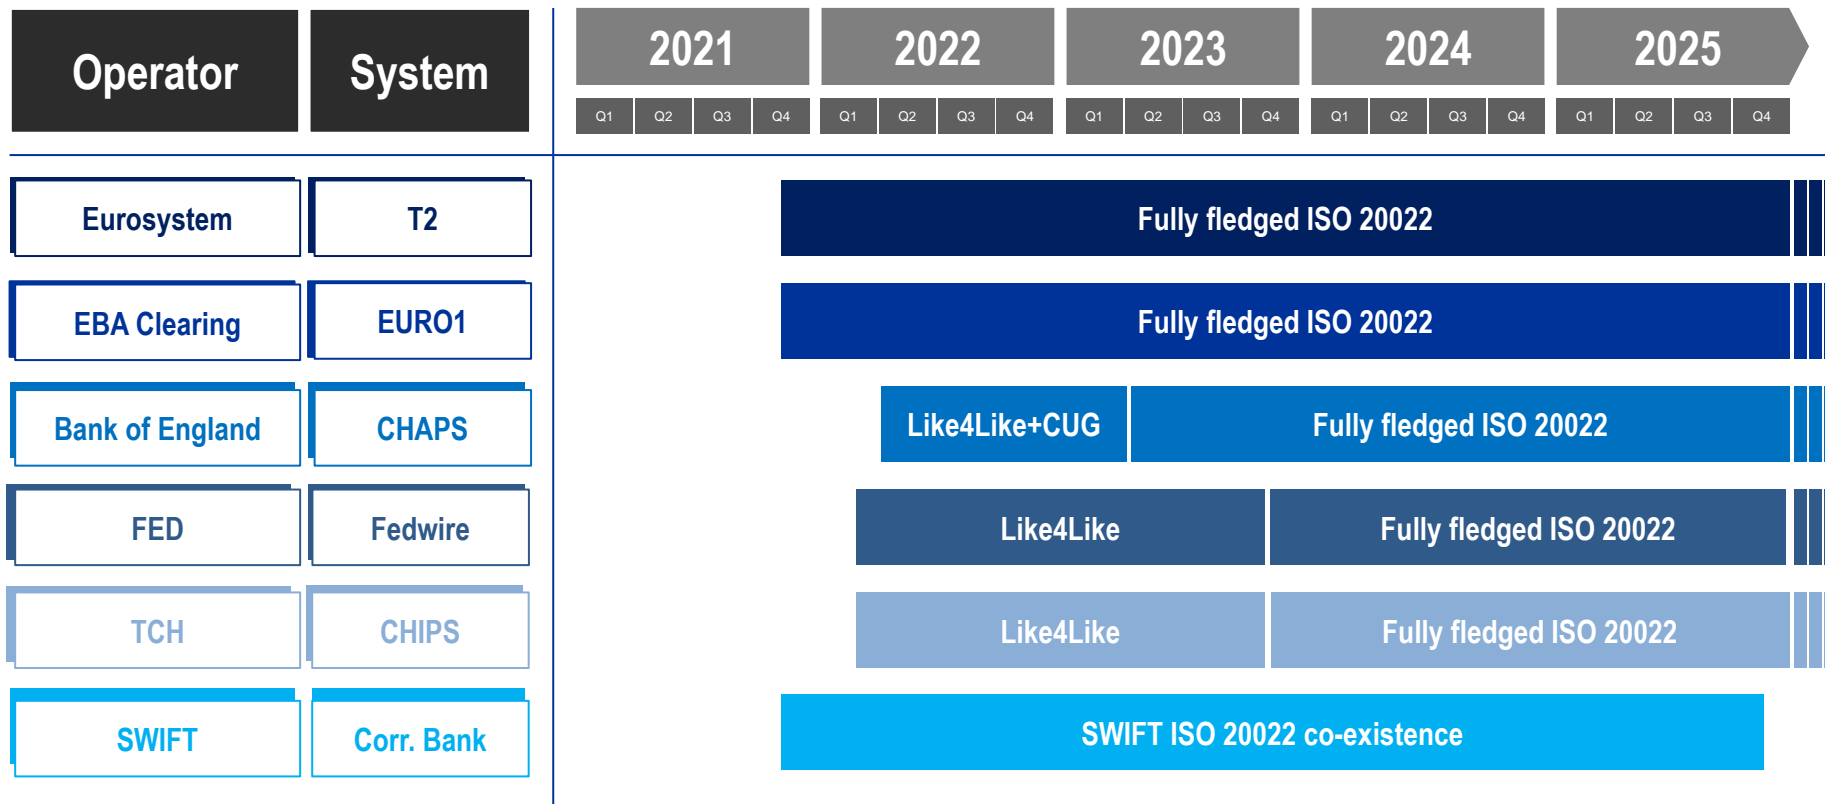 Operator System 2021 2022 2023 2024 2025
Q1 Q2 Q3 Q4 Q1 Q2 Q3 Q4 Q1 Q2 Q3 Q4 Q1 Q2 Q3 Q4 Q1 Q2 Q3 Q4
Eurosystem T2 Fully fledged ISO 20022
EBA Clearing EURO1 Fully fledged ISO 20022
Bank of England CHAPS Like4Like+CUG Fully fledged ISO 20022
FED Fedwire Like4Like Fully fledged ISO 20022
TCH CHIPS Like4Like Fully fledged ISO 20022
SWIFT Corr. Bank SWIFT ISO 20022 co-existence